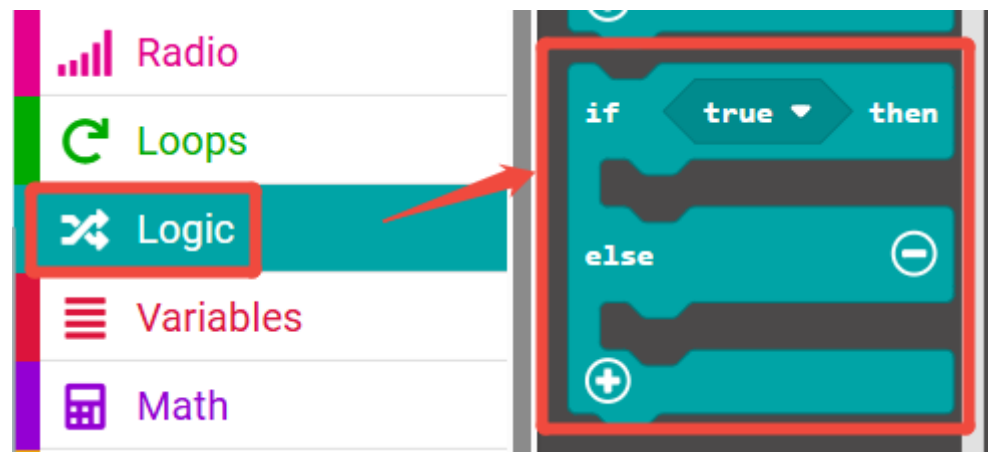 Radio
Loops
Logic
Variables
Math
if true then
else